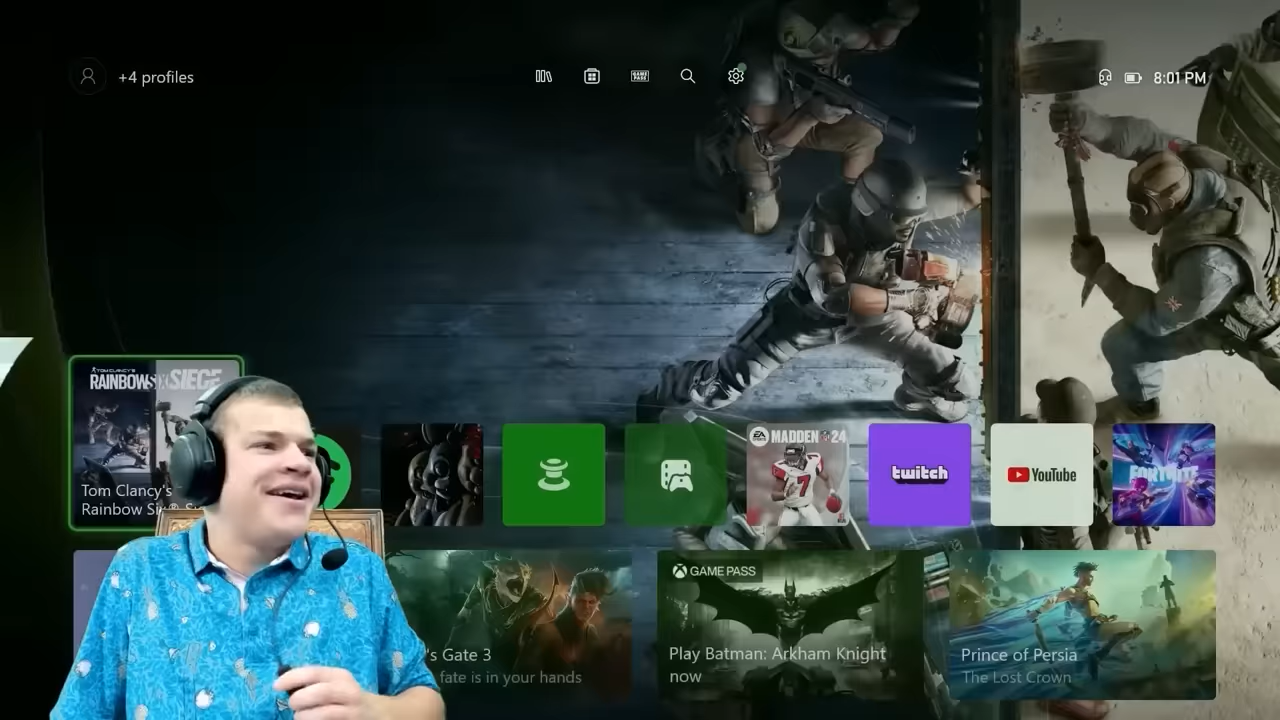 +4 profiles
GAME PASS
8:01 PM
TOM CLANCY'S
RAINBOW SIX SIEGE
Tom Clancy's
Rainbow Six
EA
MADDEN 24
twitch
YouTube
FORTNITE
's Gate 3
fate is in your hands
GAME PASS
Play Batman: Arkham Knight
now
Prince of Persia
The Lost Crown